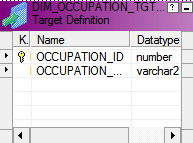 DIM_OCCUPATION_TGT...
Target Definition
K. Name Datatype
OCCUPATION_ID number
OCCUPATION_... varchar2